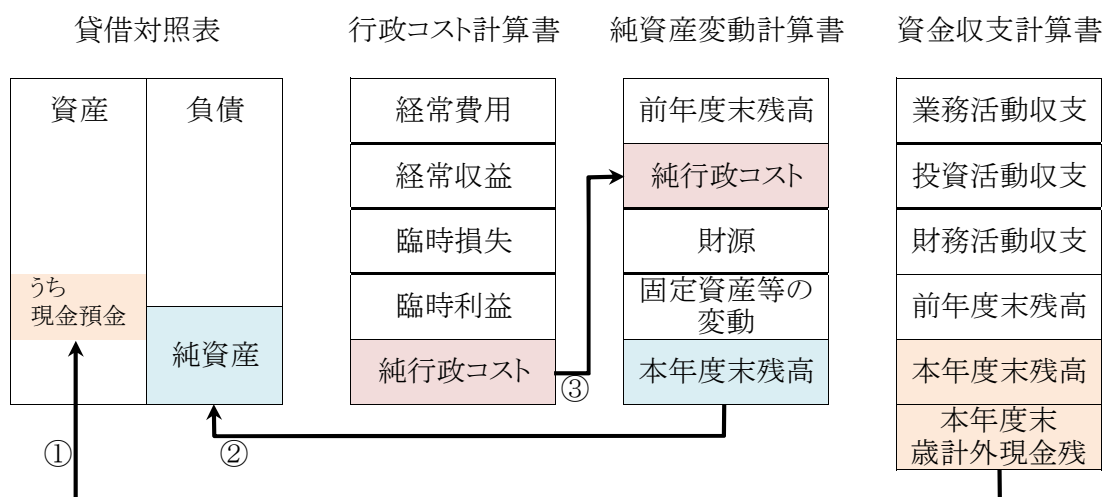 貸借対照表
行政コスト計算書
純資産変動計算書
資金収支計算書
資産
負債
うち
現金預金
純資産
経常費用
経常収益
臨時損失
臨時利益
純行政コスト
前年度末残高
純行政コスト
財源
固定資産等の
変動
本年度末残高
業務活動収支
投資活動収支
財務活動収支
前年度末残高
本年度末残高
本年度末
歳計外現金残
①
②
③